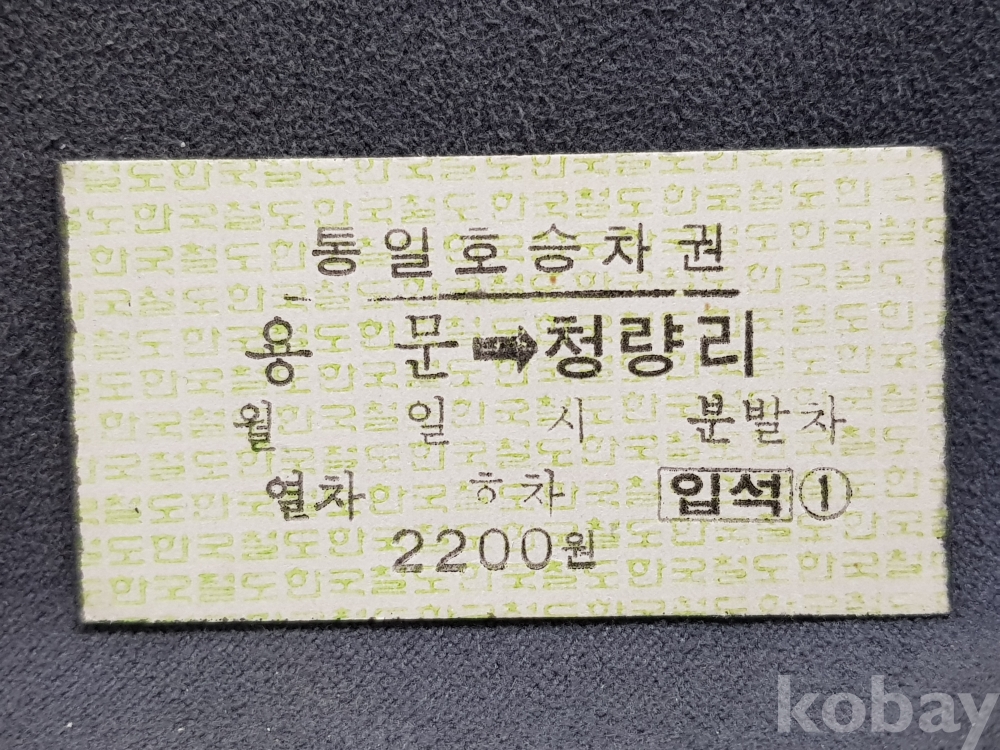 통일호승차권
용 문 ➡ 청량리
월 일 시 분발차
열차 ㅎ차 입석 ①
2200원
kobay